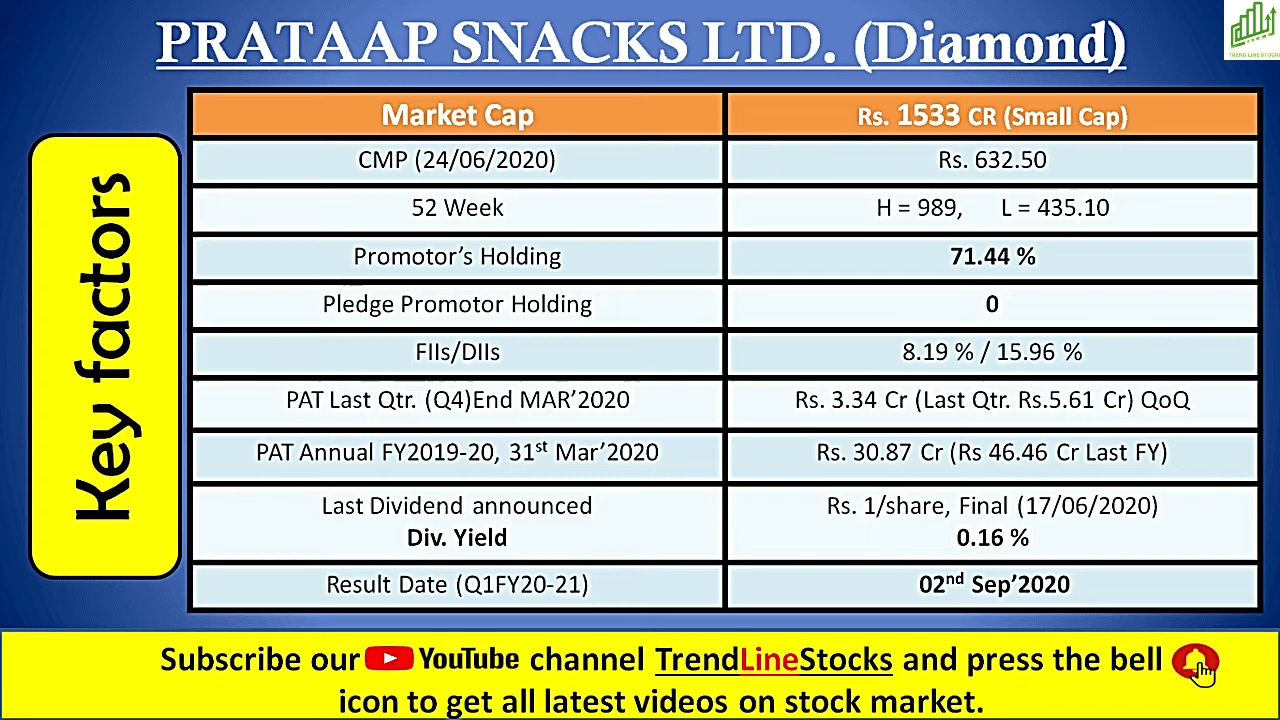 PRATAAP SNACKS LTD. (Diamond)
TREND LINE STOCKS
Key factors
Market Cap Rs. 1533 CR (Small Cap)
CMP (24/06/2020) Rs. 632.50
52 Week H = 989, L = 435.10
Promotor’s Holding 71.44 %
Pledge Promotor Holding 0
FIIs/DIIs 8.19 % / 15.96 %
PAT Last Qtr. (Q4)End MAR’2020 Rs. 3.34 Cr (Last Qtr. Rs.5.61 Cr) QoQ
PAT Annual FY2019-20, 31st Mar’2020 Rs. 30.87 Cr (Rs 46.46 Cr Last FY)
Last Dividend announced Rs. 1/share, Final (17/06/2020)
Div. Yield 0.16 %
Result Date (Q1FY20-21) 02nd Sep’2020
Subscribe our YouTube channel TrendLineStocks and press the bell
icon to get all latest videos on stock market.